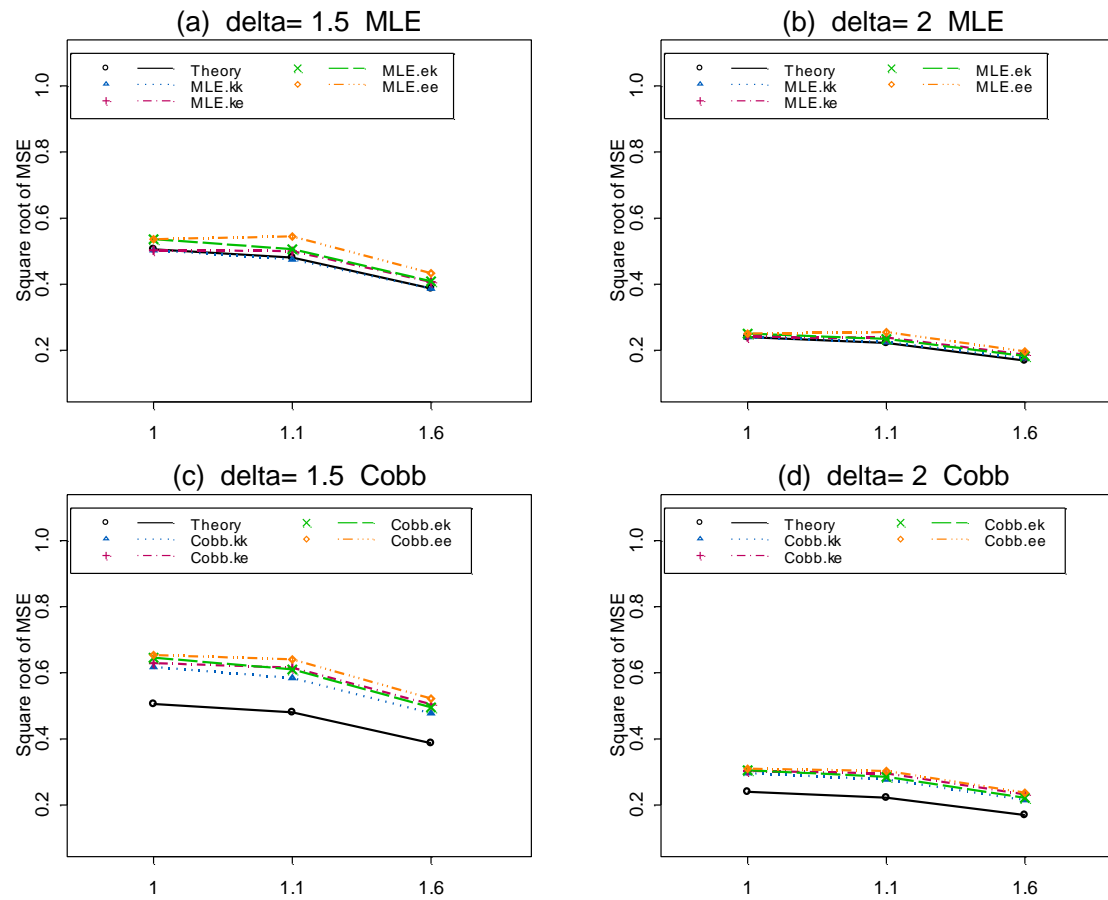 (a) delta= 1.5 MLE
Theory
MLE.kk
MLE.ke
MLE.ek
MLE.ee
Square root of MSE
1.0
0.8
0.6
0.4
0.2
1 1.1 1.6
(b) delta= 2 MLE
Theory
MLE.kk
MLE.ke
MLE.ek
MLE.ee
Square root of MSE
1.0
0.8
0.6
0.4
0.2
1 1.1 1.6
(c) delta= 1.5 Cobb
Theory
Cobb.kk
Cobb.ke
Cobb.ek
Cobb.ee
Square root of MSE
1.0
0.8
0.6
0.4
0.2
1 1.1 1.6
(d) delta= 2 Cobb
Theory
Cobb.kk
Cobb.ke
Cobb.ek
Cobb.ee
Square root of MSE
1.0
0.8
0.6
0.4
0.2
1 1.1 1.6